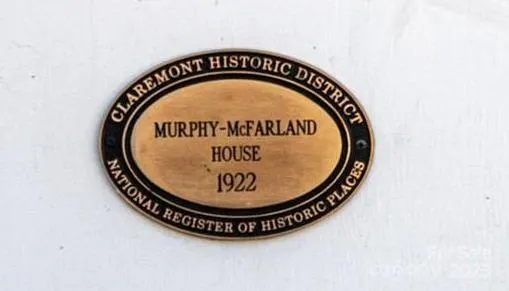 CLAREMONT HISTORIC DISTRICT
MURPHY-McFARLAND
HOUSE
1922
NATIONAL REGISTER OF HISTORIC PLACES